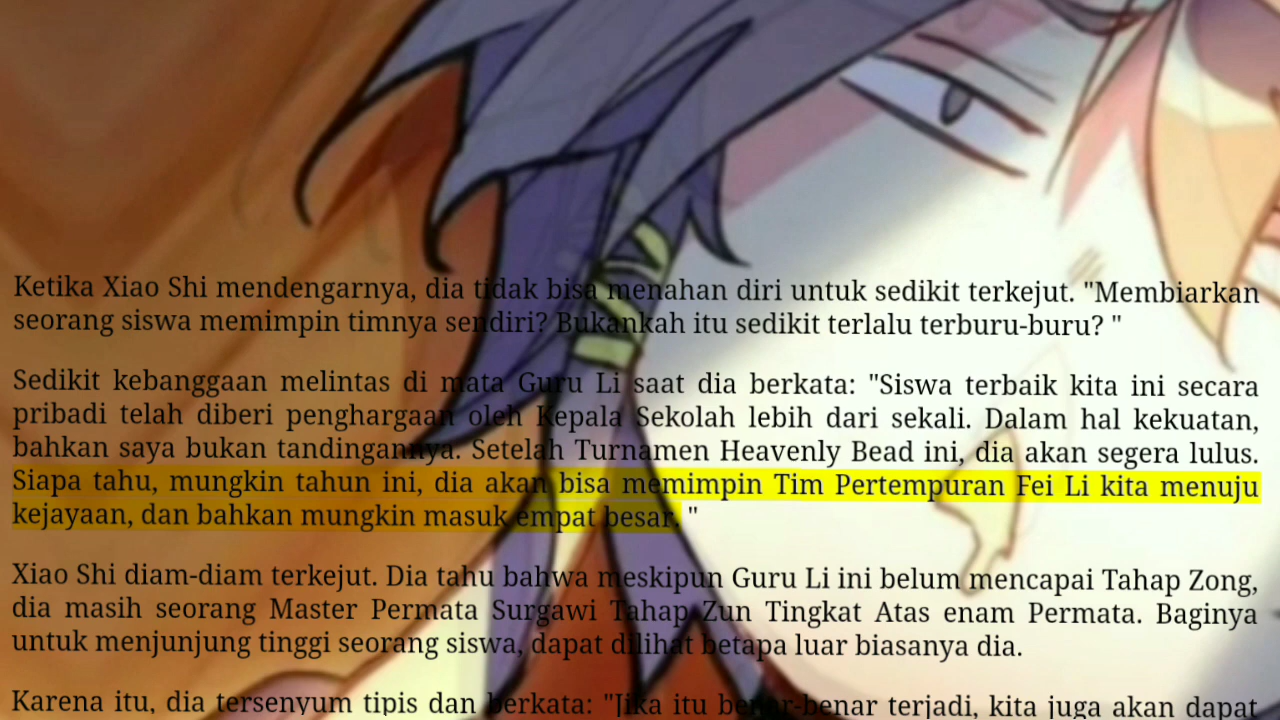 Ketika Xiao Shi mendengarnya, dia tidak bisa menahan diri untuk sedikit terkejut. "Membiarkan
seorang siswa memimpin timnya sendiri? Bukankah itu sedikit terlalu terburu-buru? "
Sedikit kebanggaan melintas di mata Guru Li saat dia berkata: "Siswa terbaik kita ini secara
pribadi telah diberi penghargaan oleh Kepala Sekolah lebih dari sekali. Dalam hal kekuatan,
bahkan saya bukan tandingannya. Setelah Turnamen Heavenly Bead ini, dia akan segera lulus.
Siapa tahu, mungkin tahun ini, dia akan bisa memimpin Tim Pertempuran Fei Li kita menuju
kejayaan, dan bahkan mungkin masuk empat besar. "
Xiao Shi diam-diam terkejut. Dia tahu bahwa meskipun Guru Li ini belum mencapai Tahap Zong,
dia masih seorang Master Permata Surgawi Tahap Zun Tingkat Atas enam Permata. Baginya
untuk menjunjung tinggi seorang siswa, dapat dilihat betapa luar biasanya dia.
Karena itu, dia tersenyum tipis dan berkata: "Jika itu benar-benar terjadi, kita juga akan dapat